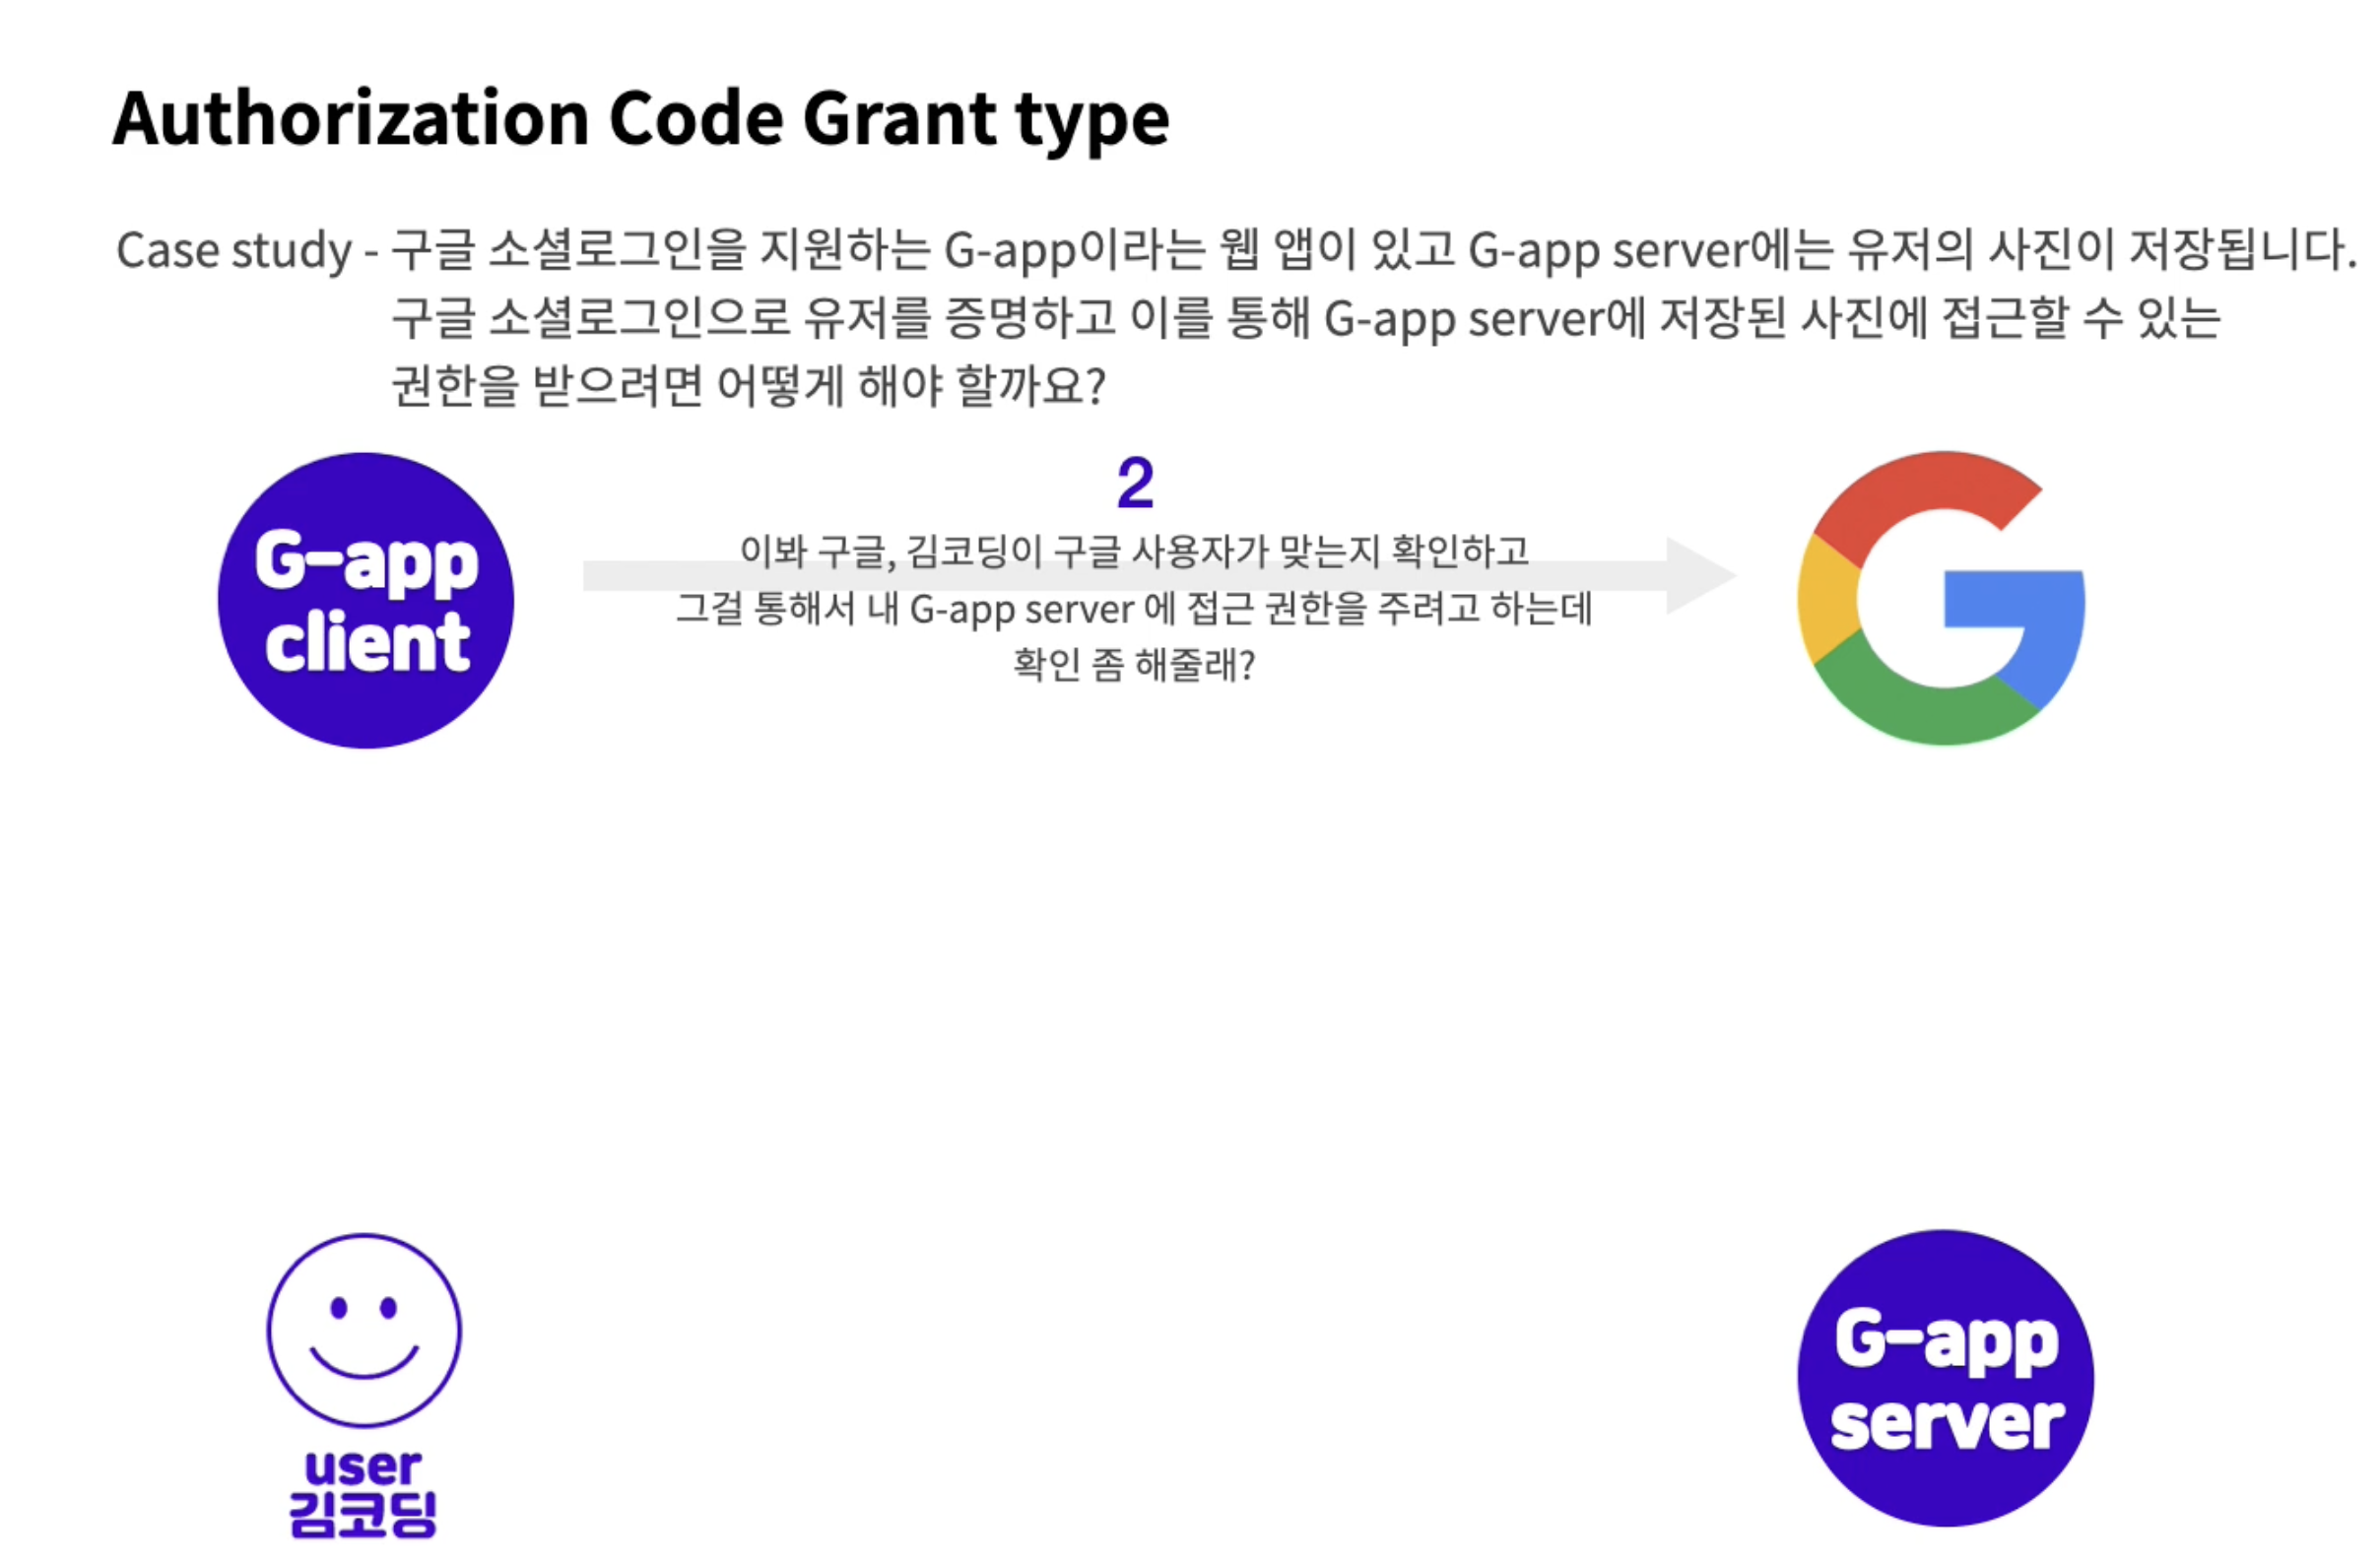 Authorization Code Grant type
Case study - 구글 소셜로그인을 지원하는 G-app이라는 웹 앱이 있고 G-app server에는 유저의 사진이 저장됩니다.
구글 소셜로그인으로 유저를 증명하고 이를 통해 G-app server에 저장된 사진에 접근할 수 있는
권한을 받으려면 어떻게 해야 할까요?
G-app
client
2
이봐 구글, 김코딩이 구글 사용자가 맞는지 확인하고
그걸 통해서 내 G-app server 에 접근 권한을 주려고 하는데
확인 좀 해줄래?
user
김코딩
G-app
server